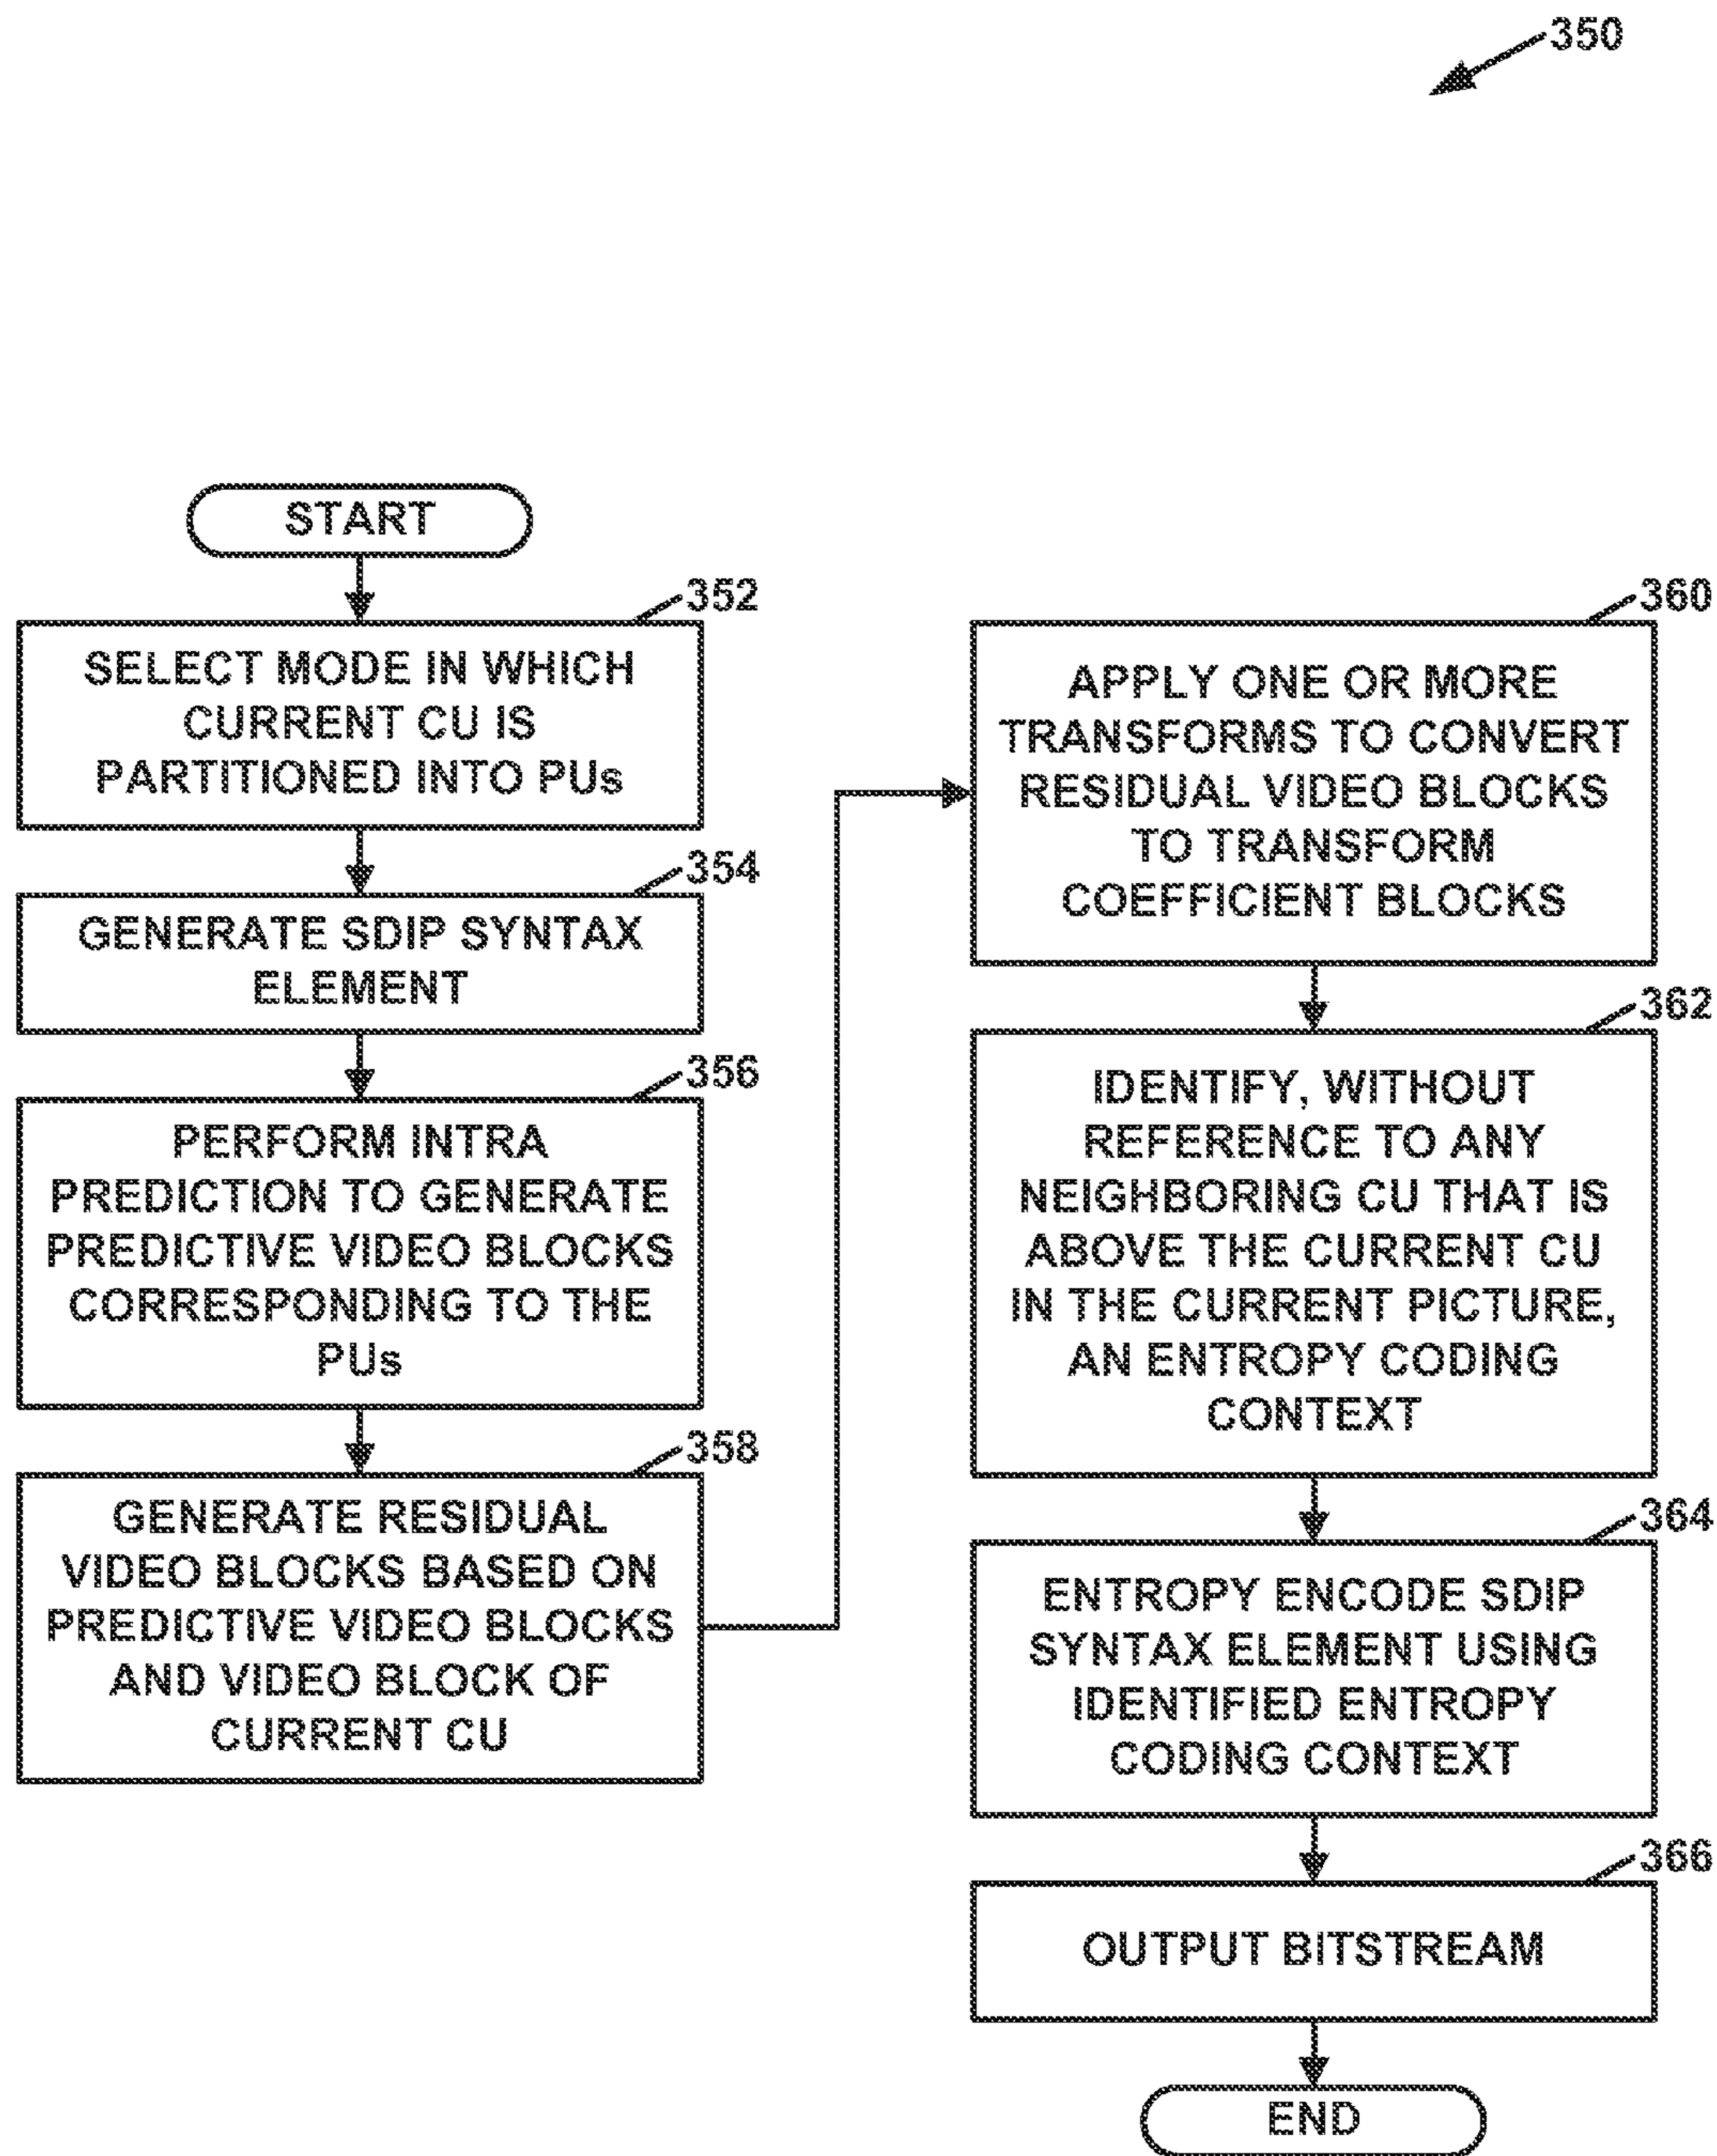 350
START
352
SELECT MODE IN WHICH
CURRENT CU IS
PARTITIONED INTO PUs
354
GENERATE SDIP SYNTAX
ELEMENT
356
PERFORM INTRA
PREDICTION TO GENERATE
PREDICTIVE VIDEO BLOCKS
CORRESPONDING TO THE
PUs
358
GENERATE RESIDUAL
VIDEO BLOCKS BASED ON
PREDICTIVE VIDEO BLOCKS
AND VIDEO BLOCK OF
CURRENT CU
360
APPLY ONE OR MORE
TRANSFORMS TO CONVERT
RESIDUAL VIDEO BLOCKS
TO TRANSFORM
COEFFICIENT BLOCKS
362
IDENTIFY, WITHOUT
REFERENCE TO ANY
NEIGHBORING CU THAT IS
ABOVE THE CURRENT CU
IN THE CURRENT PICTURE,
AN ENTROPY CODING
CONTEXT
364
ENTROPY ENCODE SDIP
SYNTAX ELEMENT USING
IDENTIFIED ENTROPY
CODING CONTEXT
366
OUTPUT BITSTREAM
END